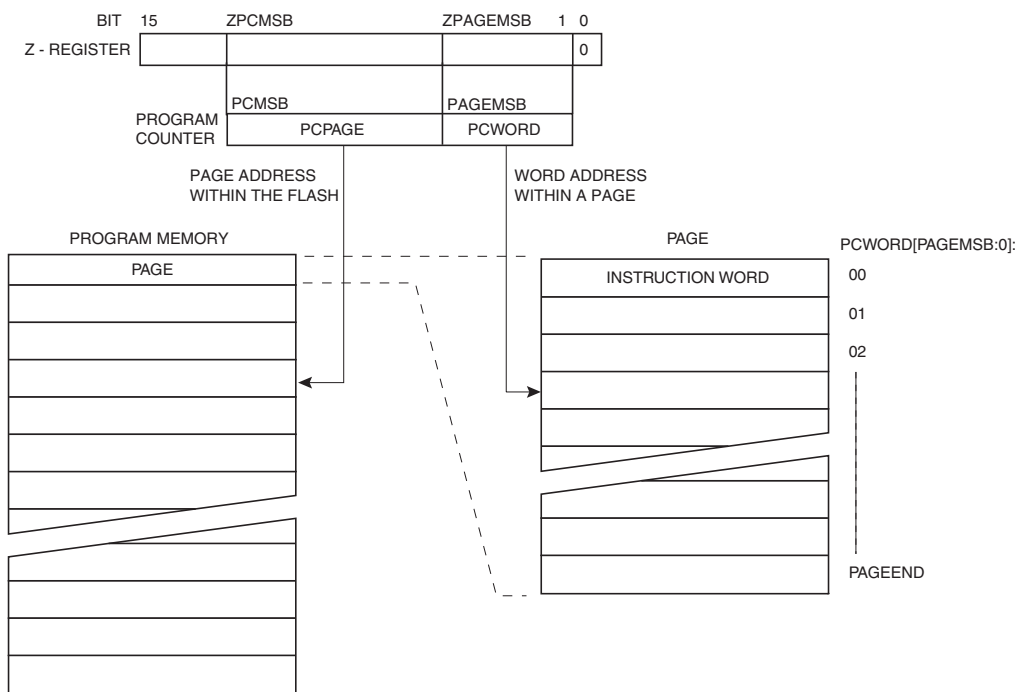 BIT 15 ZPCMSB ZPAGEMSB 1 0
Z - REGISTER 0
PCMSB PAGEMSB
PROGRAM
COUNTER
PCPAGE PCWORD
PAGE ADDRESS
WITHIN THE FLASH
WORD ADDRESS
WITHIN A PAGE
PROGRAM MEMORY
PAGE
PAGE
PCWORD[PAGEMSB:0]:
INSTRUCTION WORD 00
01
02
PAGEEND